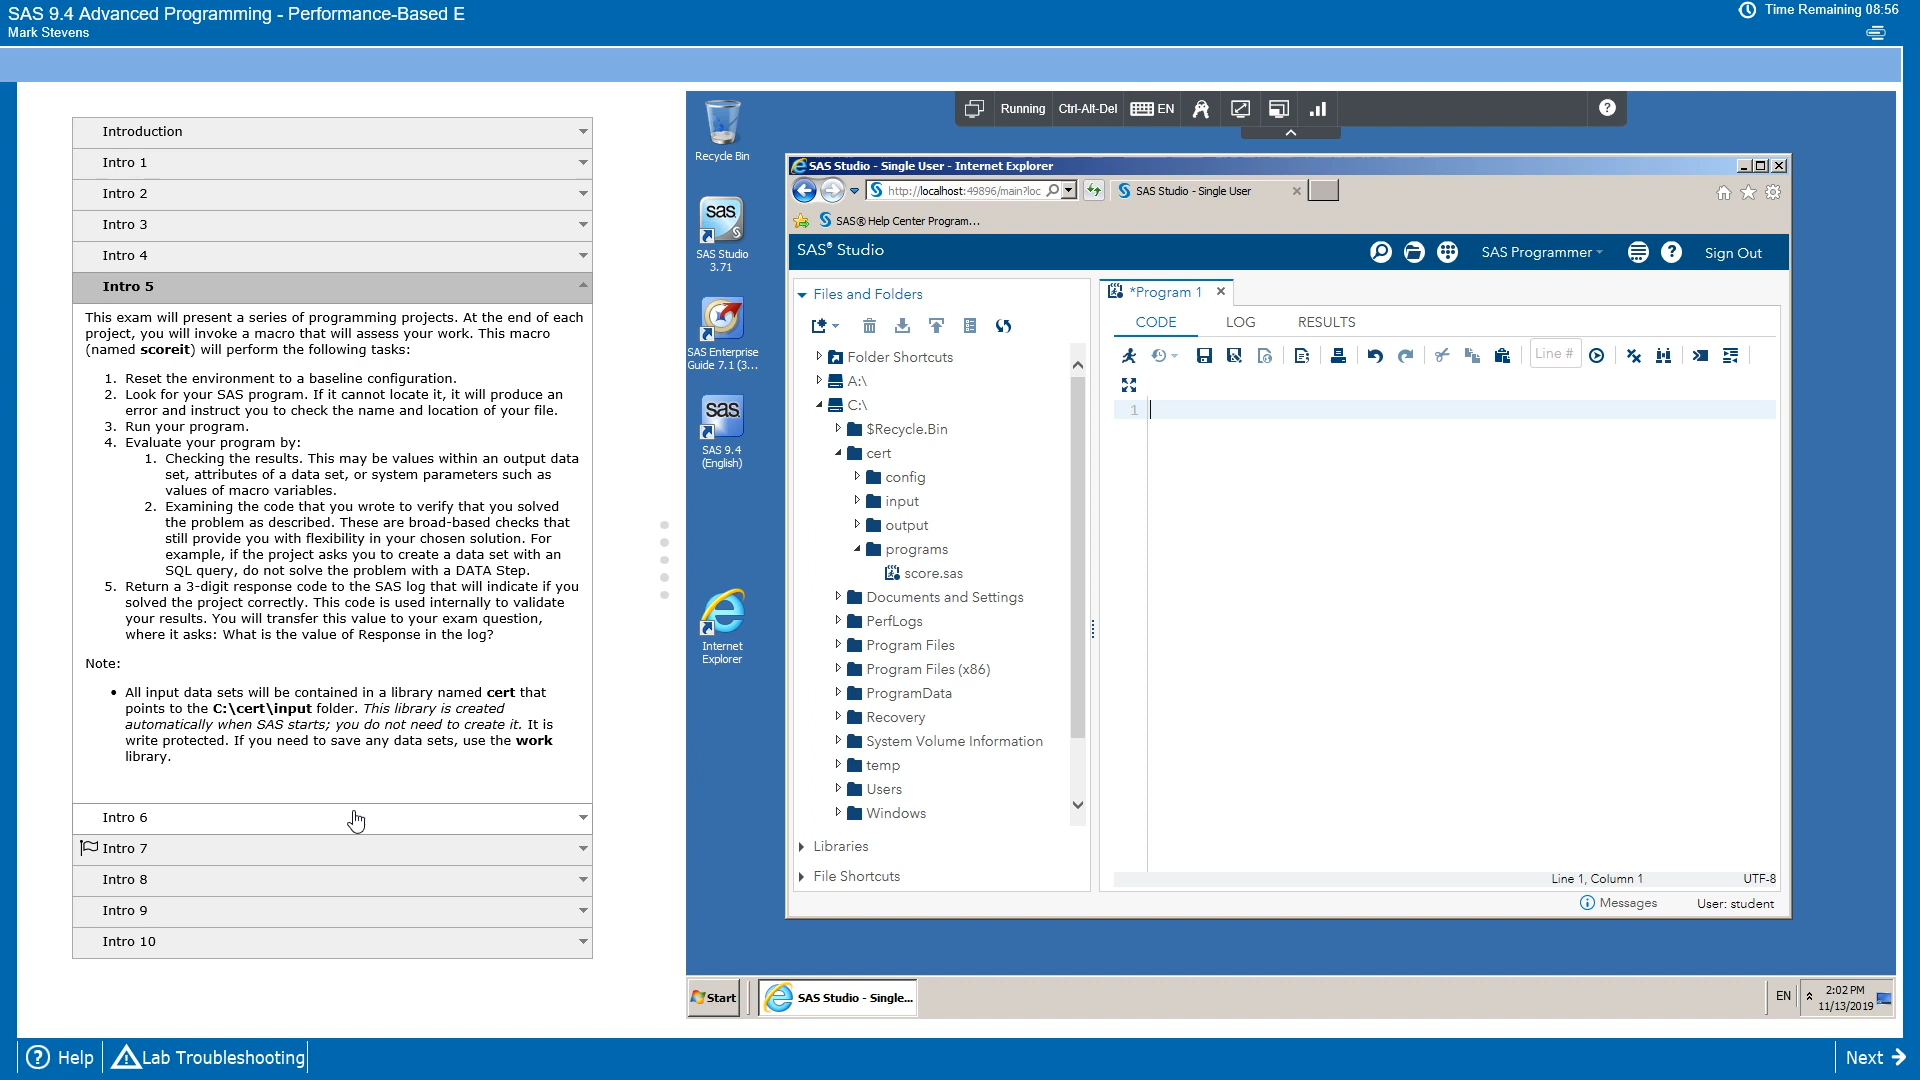 SAS 9.4 Advanced Programming - Performance-Based E
Mark Stevens
Time Remaining 08:56
Introduction
Intro 1
Intro 2
Intro 3
Intro 4
Intro 5
This exam will present a series of programming projects. At the end of each
project, you will invoke a macro that will assess your work. This macro
(named scoreit) will perform the following tasks:
1. Reset the environment to a baseline configuration.
2. Look for your SAS program. If it cannot locate it, it will produce an
error and instruct you to check the name and location of your file.
3. Run your program.
4. Evaluate your program by:
1. Checking the results. This may be values within an output data
set, attributes of a data set, or system parameters such as
values of macro variables.
2. Examining the code that you wrote to verify that you solved
the problem as described. These are broad-based checks that
still provide you with flexibility in your chosen solution. For
example, if the project asks you to create a data set with an
SQL query, do not solve the problem with a DATA Step.
5. Return a 3-digit response code to the SAS log that will indicate if you
solved the project correctly. This code is used internally to validate
your results. You will transfer this value to your exam question,
where it asks: What is the value of Response in the log?
Note:
• All input data sets will be contained in a library named cert that
points to the C:\cert\input folder. This library is created
automatically when SAS starts; you do not need to create it. It is
write protected. If you need to save any data sets, use the work
library.
Intro 6
Intro 7
Intro 8
Intro 9
Intro 10
Running Ctrl-Alt-Del EN
Recycle Bin
sas
SAS Studio
3.71
SAS Enterprise
Guide 7.1 (3...
sas
SAS 9.4
(English)
Internet
Explorer
SAS Studio - Single User - Internet Explorer
http://localhost:49896/main?loc
SAS Studio - Single User
SAS® Help Center Program...
SAS® Studio
SAS Programmer
Sign Out
Files and Folders
Folder Shortcuts
A:\
C:\
$Recycle.Bin
cert
config
input
output
programs
score.sas
Documents and Settings
PerfLogs
Program Files
Program Files (x86)
ProgramData
Recovery
System Volume Information
temp
Users
Windows
Libraries
File Shortcuts
*Program 1
CODE LOG RESULTS
Line #
1
Line 1, Column 1 UTF-8
Messages User: student
Start
SAS Studio - Single...
EN
2:02 PM
11/13/2019
Help
Lab Troubleshooting
Next